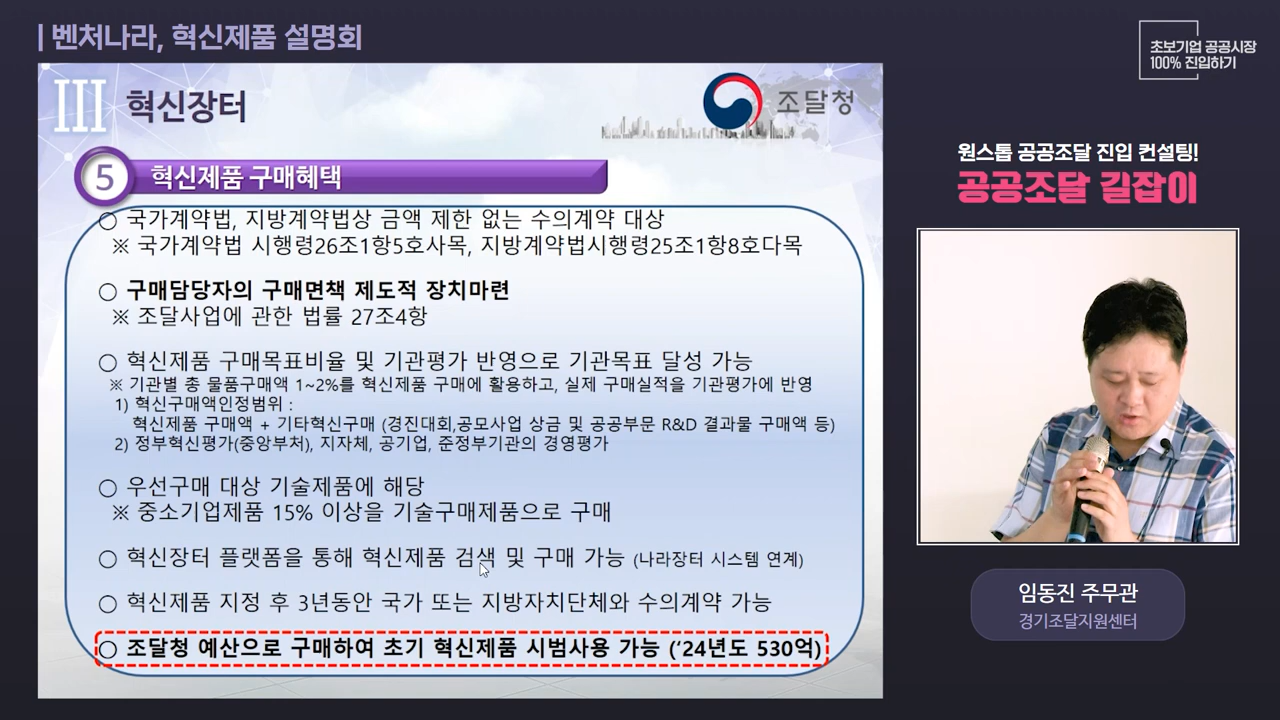 | 벤처나라, 혁신제품 설명회
초보기업 공공시장
100% 진입하기
III 혁신장터
조달청
5 혁신제품 구매혜택
○ 국가계약법, 지방계약법상 금액 제한 없는 수의계약 대상
※ 국가계약법 시행령26조1항5호사목, 지방계약법시행령25조1항8호다목
○ 구매담당자의 구매면책 제도적 장치마련
※ 조달사업에 관한 법률 27조4항
○ 혁신제품 구매목표비율 및 기관평가 반영으로 기관목표 달성 가능
※ 기관별 총 물품구매액 1~2%를 혁신제품 구매에 활용하고, 실제 구매실적을 기관평가에 반영
1) 혁신구매액인정범위 :
혁신제품 구매액 + 기타혁신구매 (경진대회,공모사업 상금 및 공공부문 R&D 결과물 구매액 등)
2) 정부혁신평가(중앙부처), 지자체, 공기업, 준정부기관의 경영평가
○ 우선구매 대상 기술제품에 해당
※ 중소기업제품 15% 이상을 기술구매제품으로 구매
○ 혁신장터 플랫폼을 통해 혁신제품 검색 및 구매 가능 (나라장터 시스템 연계)
○ 혁신제품 지정 후 3년동안 국가 또는 지방자치단체와 수의계약 가능
○ 조달청 예산으로 구매하여 초기 혁신제품 시범사용 가능 (‘24년도 530억)
원스톱 공공조달 진입 컨설팅!
공공조달 길잡이
임동진 주무관
경기조달지원센터